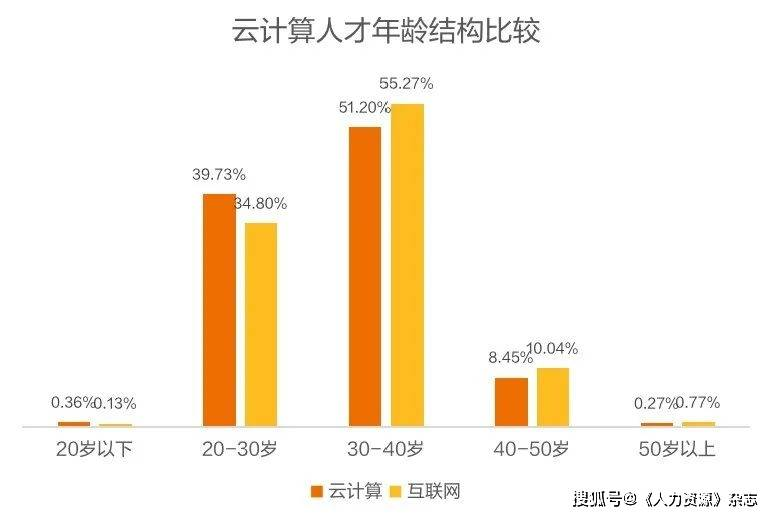 云计算人才年龄结构比较
55.27%
51.20%
39.73%
34.80%
10.04%
8.45%
0.36%
0.13%
0.27%
0.77%
20岁以下
20-30岁
30-40岁
40-50岁
50岁以上
云计算 互联网
搜狐号@《人力资源》杂志